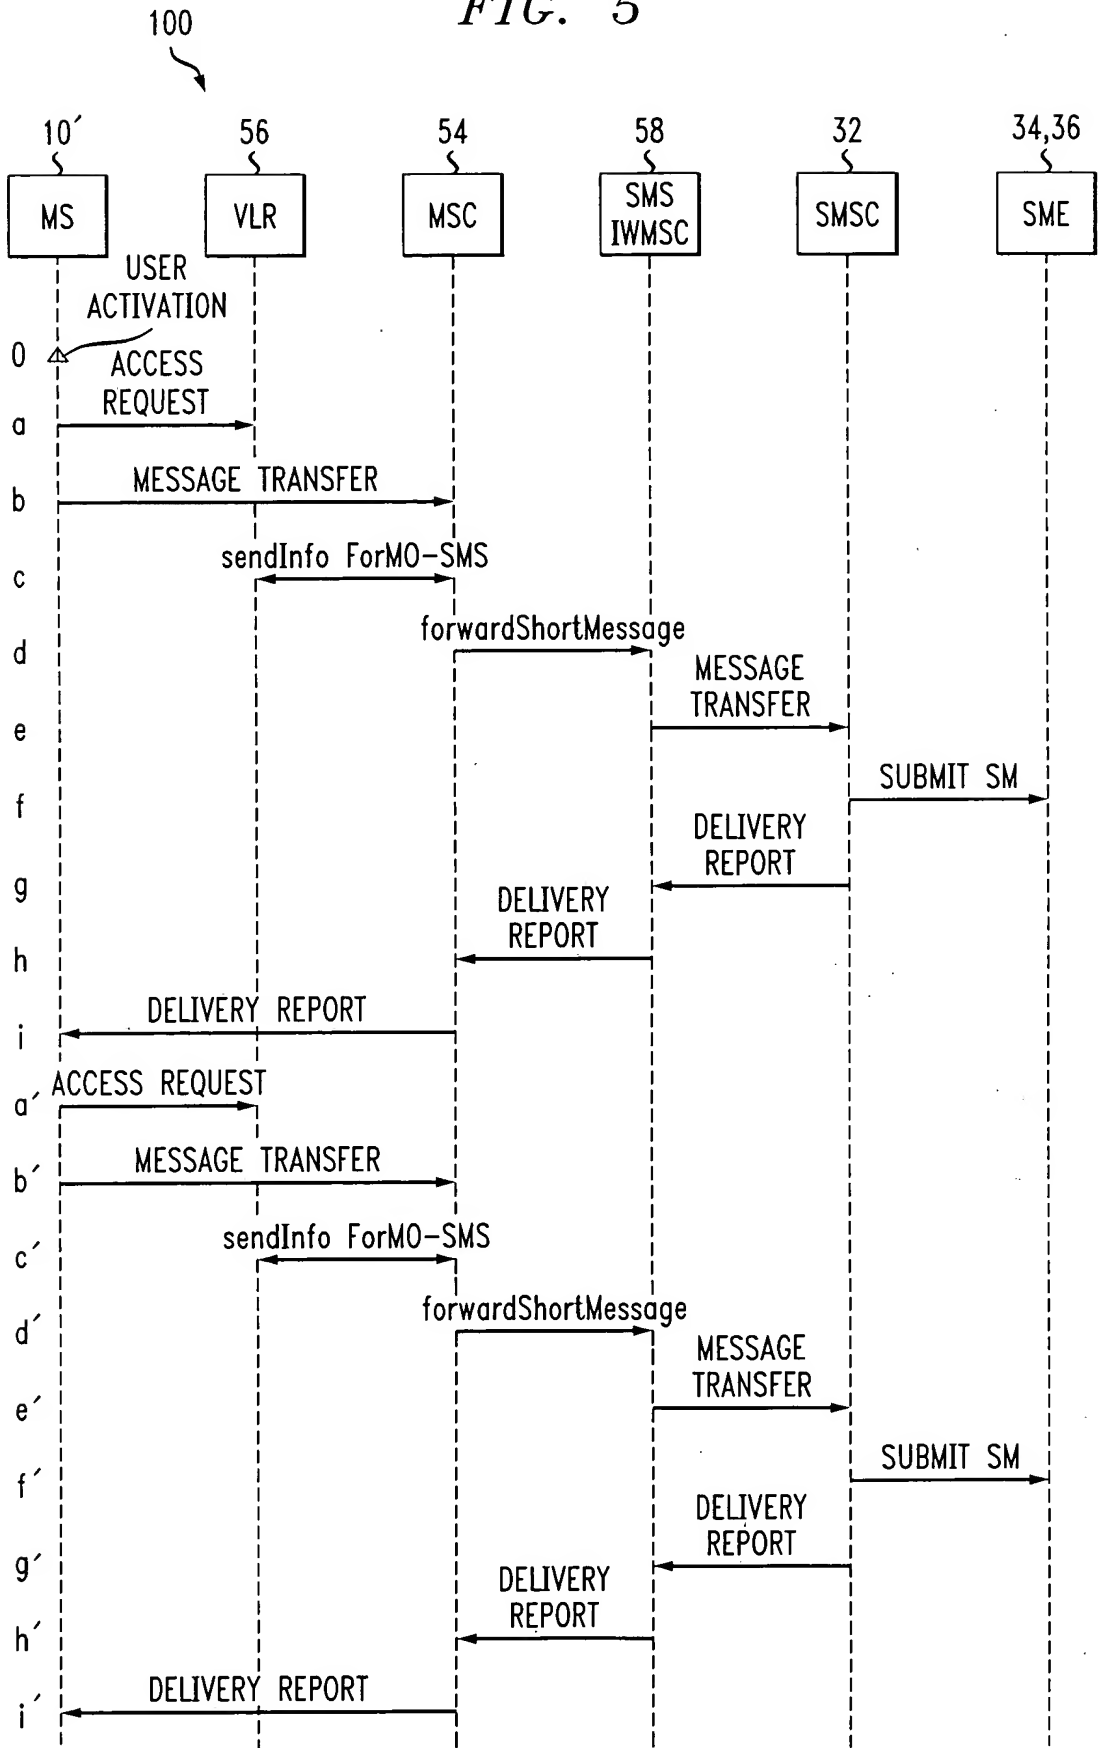 FIG. 5
100
10′ 56 54 58 32 34,36
MS VLR MSC SMS IWMSC SMSC SME
USER
ACTIVATION
0
ACCESS
REQUEST
a
MESSAGE TRANSFER
b
sendInfo ForMO-SMS
c
forwardShortMessage
d
MESSAGE
TRANSFER
e
SUBMIT SM
f
DELIVERY
REPORT
g
DELIVERY
REPORT
h
DELIVERY REPORT
i
ACCESS REQUEST
a′
MESSAGE TRANSFER
b′
sendInfo ForMO-SMS
c′
forwardShortMessage
d′
MESSAGE
TRANSFER
e′
SUBMIT SM
f′
DELIVERY
REPORT
g′
DELIVERY
REPORT
h′
DELIVERY REPORT
i′